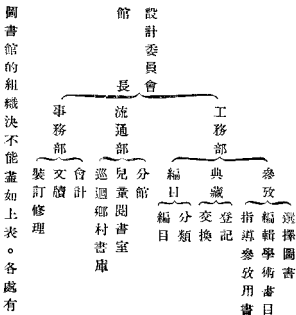 設計委員會
館長
工務部
參攷
選擇圖書
編輯學術書目
指導參攷用書
典藏
登記
交換
編目
分類
編目
流通部
分館
兒童閱書室
巡迴鄉村書庫
事務部
會計
文牘
裝訂修理
圖書館的組織決不能盡如上表。各處有